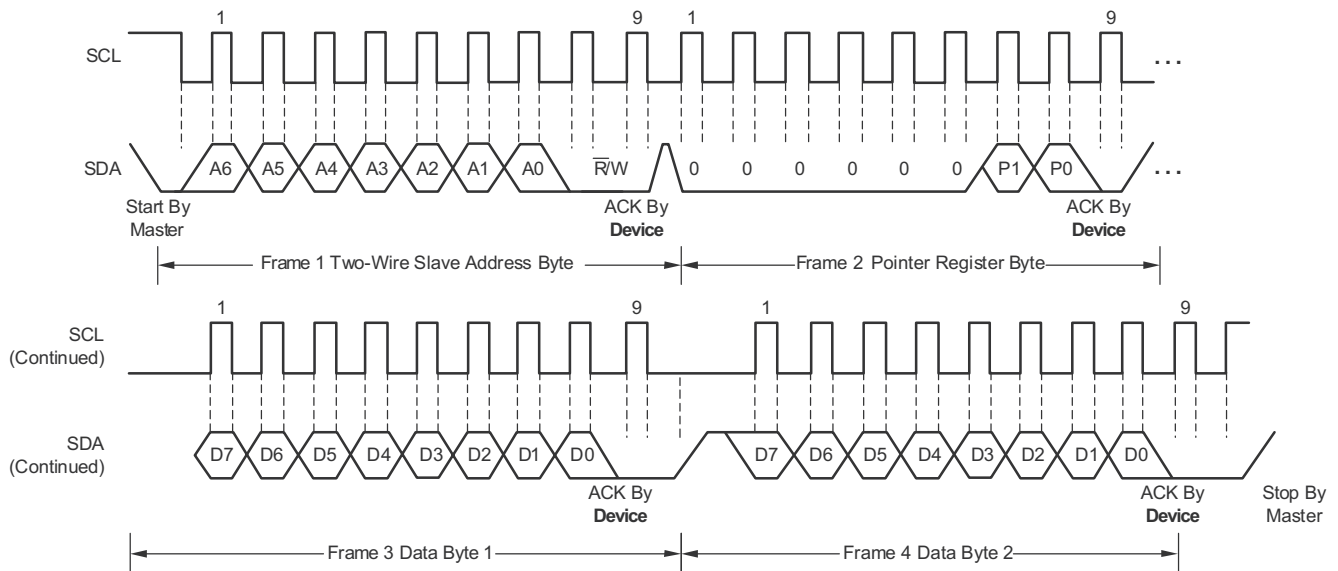 1 9 1 9
SCL ...
SDA A6 A5 A4 A3 A2 A1 A0 R̅/W 0 0 0 0 0 0 P1 P0 ...
Start By Master
ACK By Device
ACK By Device
Frame 1 Two-Wire Slave Address Byte
Frame 2 Pointer Register Byte
1 9 1 9
SCL
(Continued)
SDA
(Continued)
D7 D6 D5 D4 D3 D2 D1 D0 D7 D6 D5 D4 D3 D2 D1 D0
ACK By Device
ACK By Device
Stop By Master
Frame 3 Data Byte 1
Frame 4 Data Byte 2